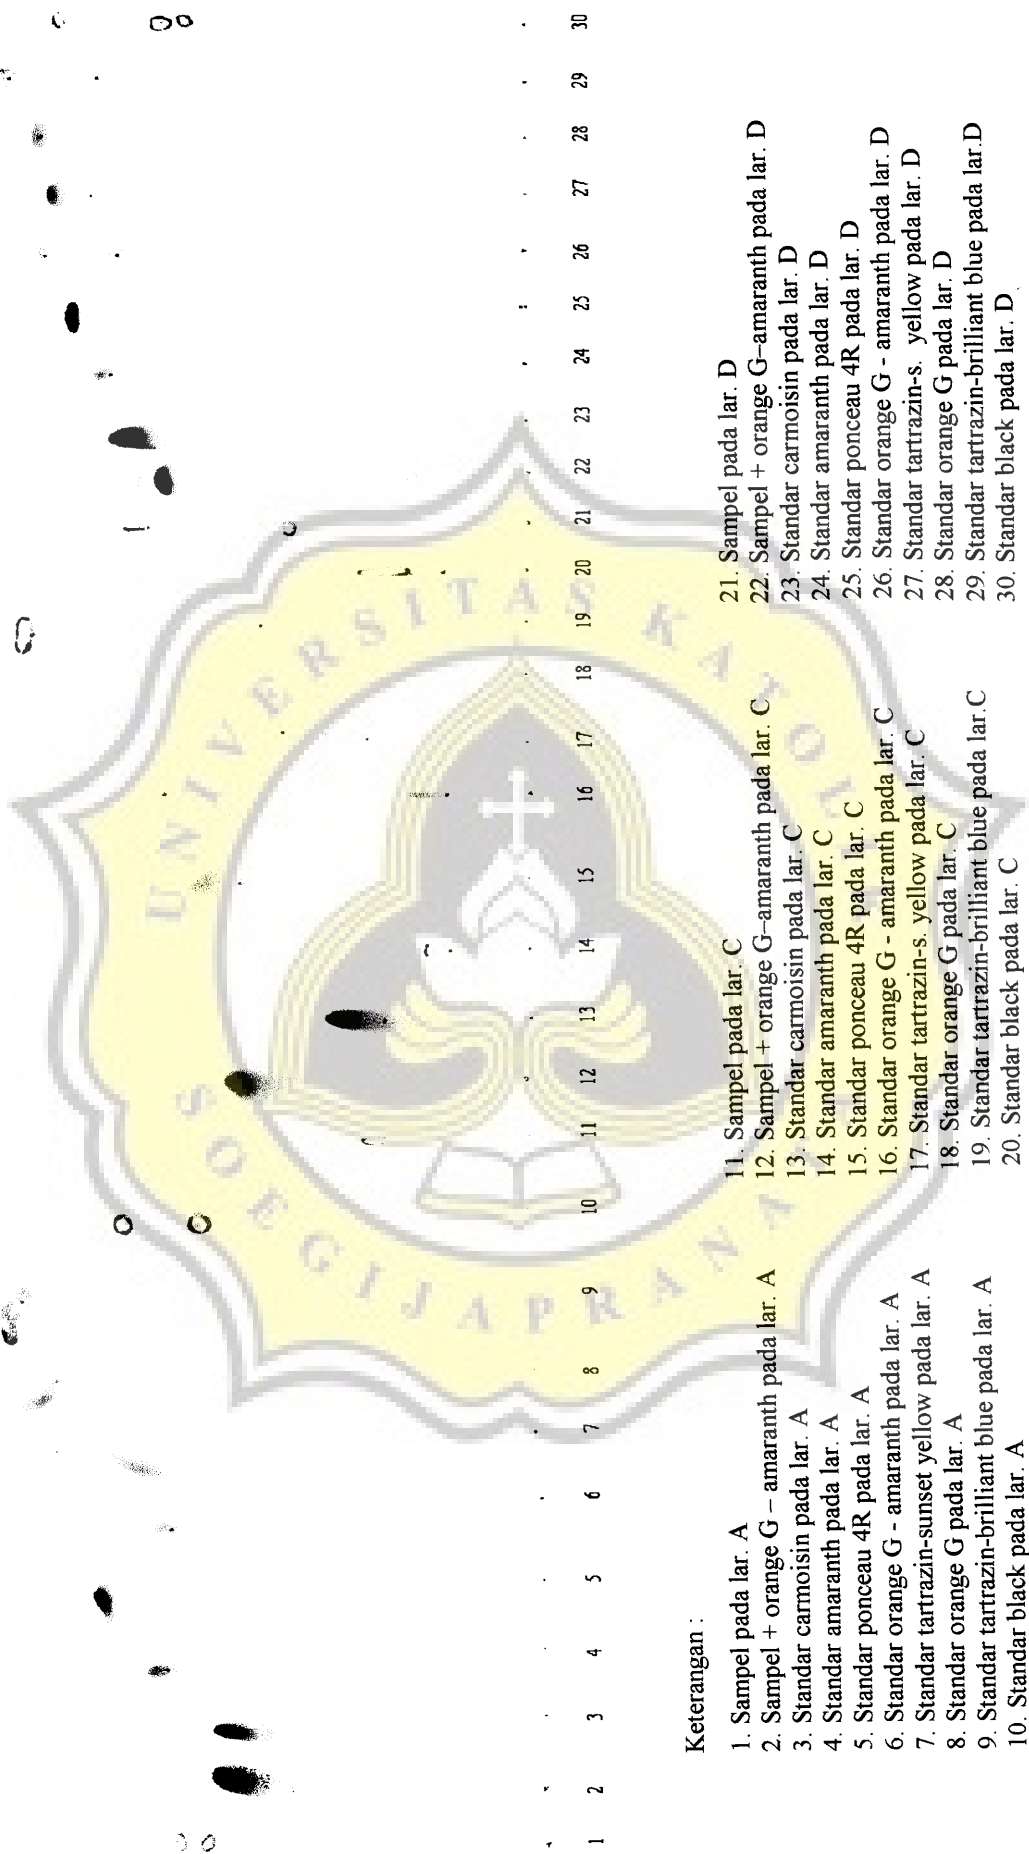 1 2 3 4 5 6 7 8 9 10 11 12 13 14 15 16 17 18 19 20 21 22 23 24 25 26 27 28 29 30
Keterangan :
1. Sampel pada lar. A
2. Sampel + orange G – amaranth pada lar. A
3. Standar carmoisin pada lar. A
4. Standar amaranth pada lar. A
5. Standar ponceau 4R pada lar. A
6. Standar orange G - amaranth pada lar. A
7. Standar tartrazin-sunset yellow pada lar. A
8. Standar orange G pada lar. A
9. Standar tartrazin-brilliant blue pada lar. A
10. Standar black pada lar. A
11. Sampel pada lar. C
12. Sampel + orange G–amaranth pada lar. C
13. Standar carmoisin pada lar. C
14. Standar amaranth pada lar. C
15. Standar ponceau 4R pada lar. C
16. Standar orange G - amaranth pada lar. C
17. Standar tartrazin-s. yellow pada lar. C
18. Standar orange G pada lar. C
19. Standar tartrazin-brilliant blue pada lar.C
20. Standar black pada lar. C
21. Sampel pada lar. D
22. Sampel + orange G–amaranth pada lar. D
23. Standar carmoisin pada lar. D
24. Standar amaranth pada lar. D
25. Standar ponceau 4R pada lar. D
26. Standar orange G - amaranth pada lar. D
27. Standar tartrazin-s. yellow pada lar. D
28. Standar orange G pada lar. D
29. Standar tartrazin-brilliant blue pada lar.D
30. Standar black pada lar. D
UNIVERSITAS
SOEGIJAPRANATA